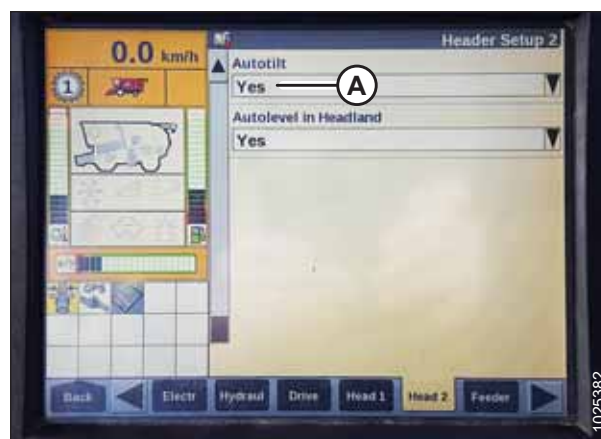 Header Setup 2
0.0 km/h
1
Autotilt
Yes
A
Autolevel in Headland
Yes
Back
Electr
Hydraul
Drive
Head 1
Head 2
Feeder
1025382